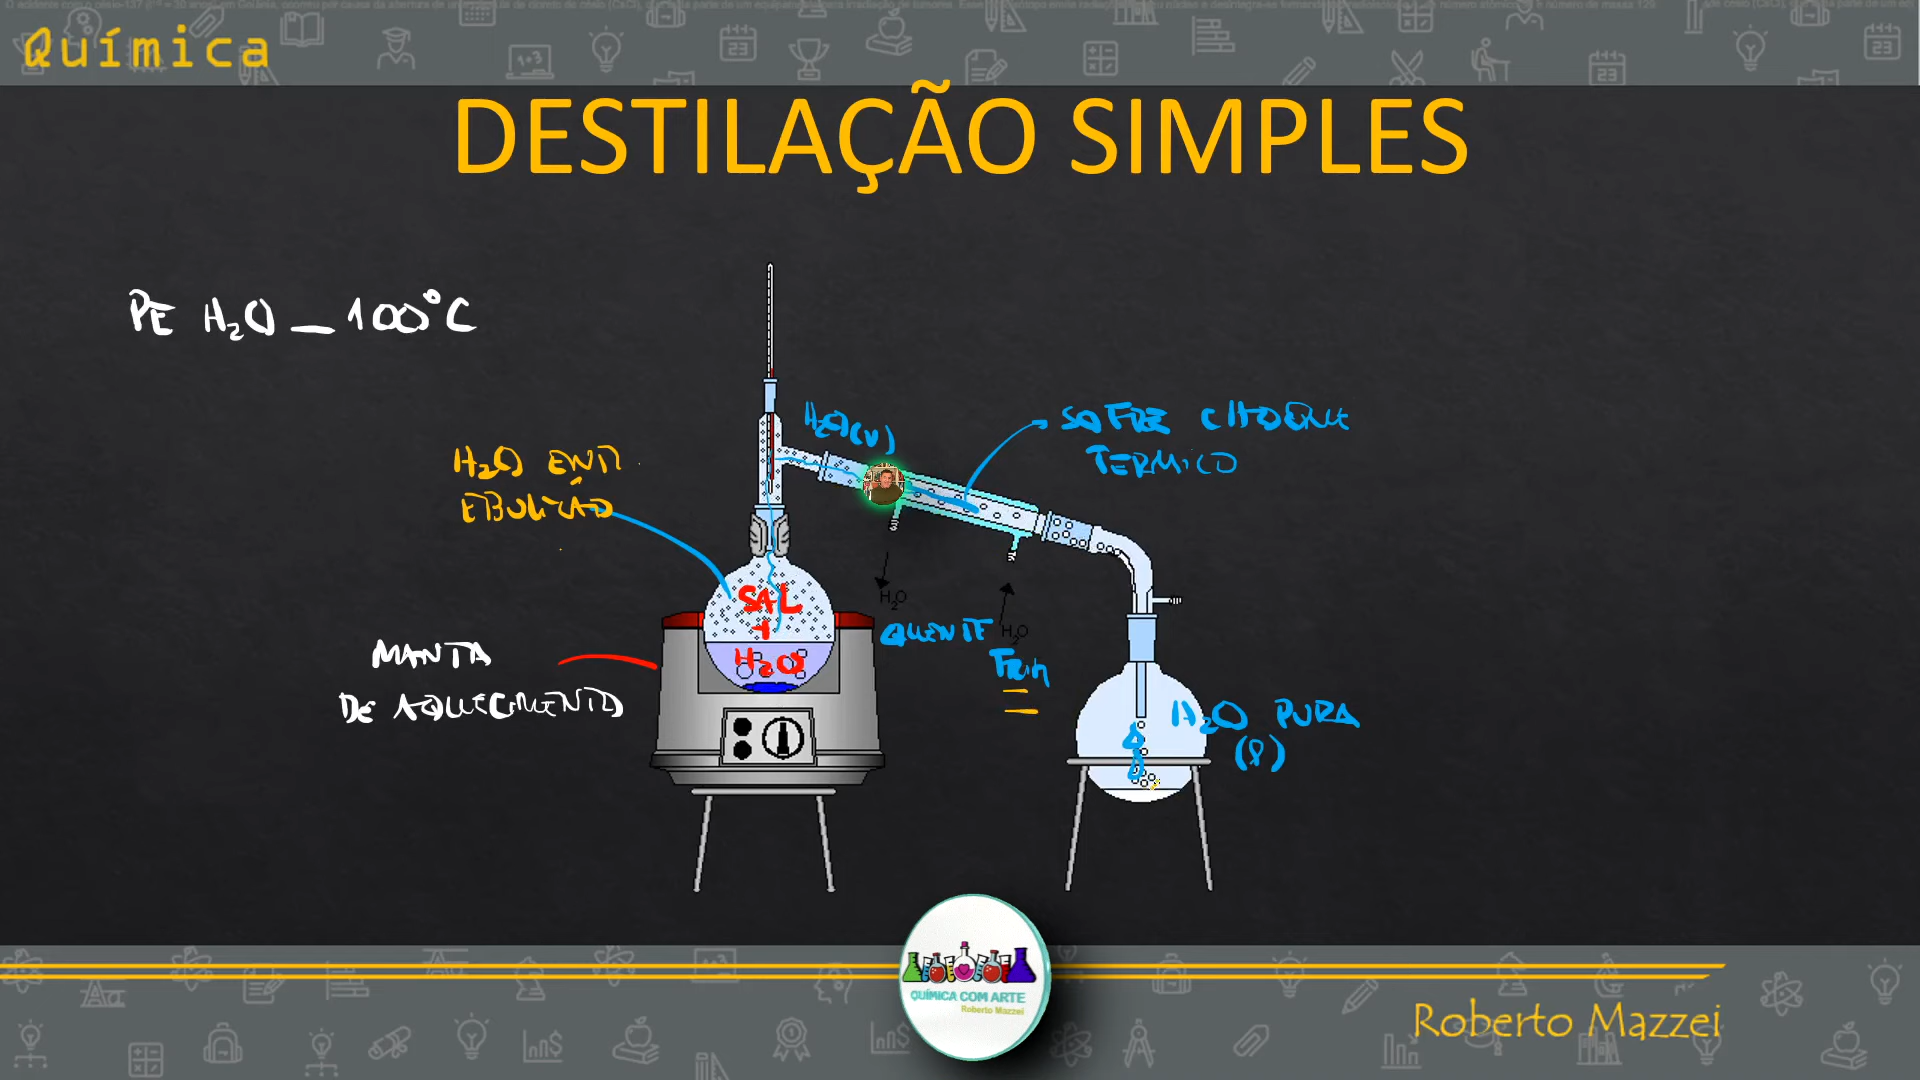 Química
DESTILAÇÃO SIMPLES
PE H₂O — 100°C
H₂O(V)
SOFRE CHOQUE
TERMICO
H₂O EM
EBULIÇÃO
SAL
+
H₂O
H₂O
QUENTE
H₂O
FRIA
MANTA
DE AQUECIMENTO
H₂O PURA
(l)
QUÍMICA COM ARTE
Roberto Mazzei
Roberto Mazzei